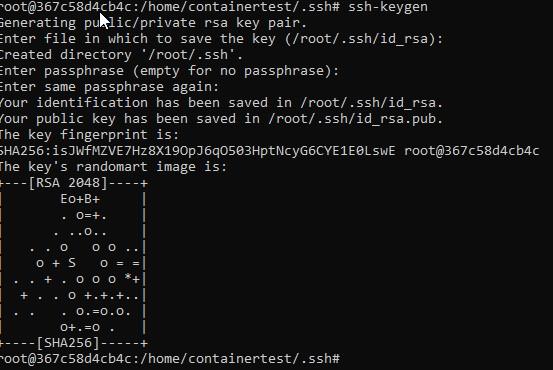 root@367c58d4cb4c:/home/containertest/.ssh# ssh-keygen
Generating public/private rsa key pair.
Enter file in which to save the key (/root/.ssh/id_rsa):
Created directory '/root/.ssh'.
Enter passphrase (empty for no passphrase):
Enter same passphrase again:
Your identification has been saved in /root/.ssh/id_rsa.
Your public key has been saved in /root/.ssh/id_rsa.pub.
The key fingerprint is:
SHA256:isJWfMZVE7Hz8X19OpJ6qO503HptNcyG6CYE1E0LswE root@367c58d4cb4c
The key's randomart image is:
+---[RSA 2048]----+
|       Eo+B+     |
|       . o=+.    |
|      . ..o..    |
|   . . o   o o ..|
|    o + S   o = =|
| . . + . o o o *+|
|  + . . o +.+.+..|
| . .   . o.=o.o. |
|       o+.=o .   |
+----[SHA256]-----+
root@367c58d4cb4c:/home/containertest/.ssh#